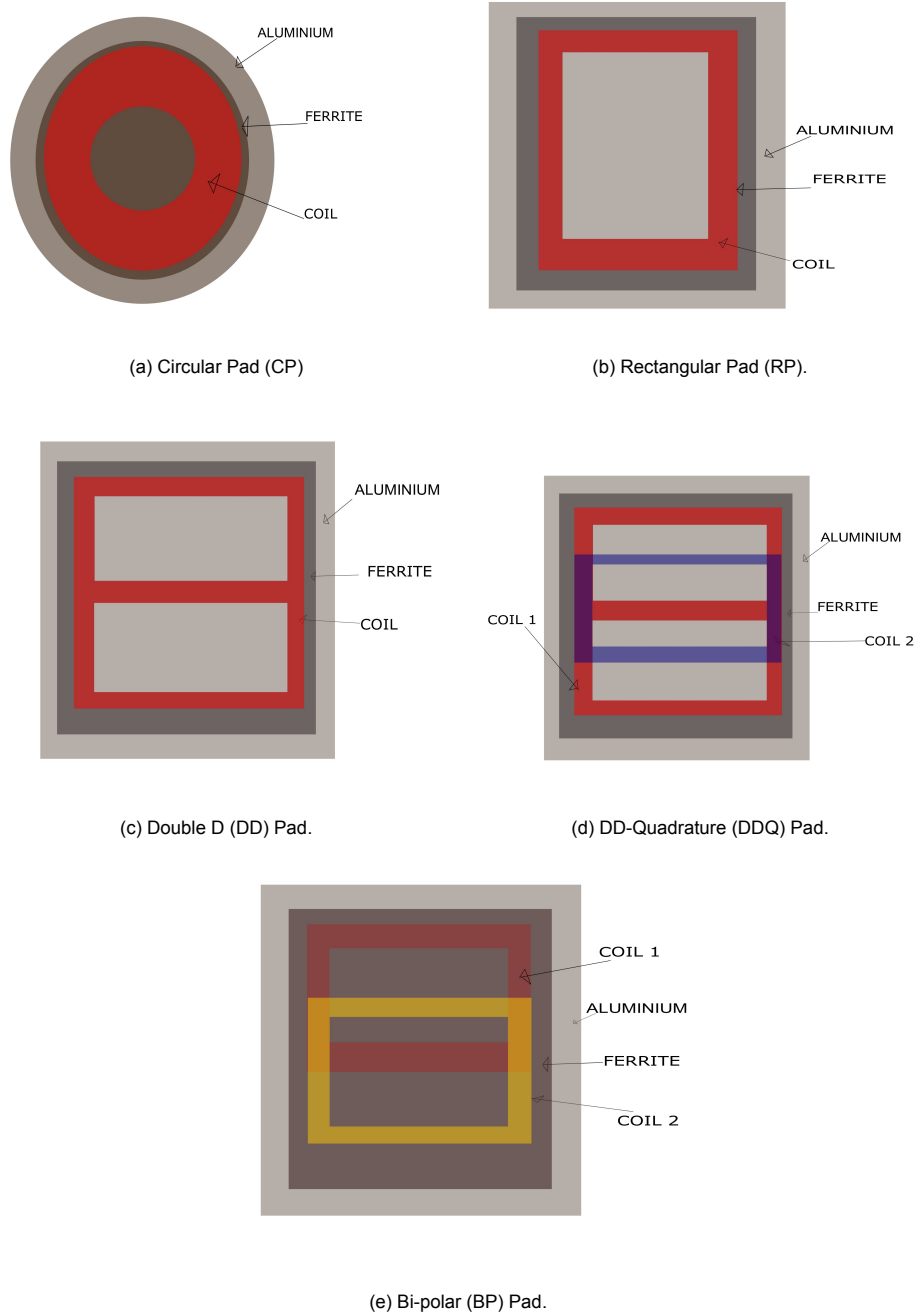 ALUMINIUM
FERRITE
COIL
(a) Circular Pad (CP)
ALUMINIUM
FERRITE
COIL
(b) Rectangular Pad (RP).
ALUMINIUM
FERRITE
COIL
(c) Double D (DD) Pad.
ALUMINIUM
FERRITE
COIL 1
COIL 2
(d) DD-Quadrature (DDQ) Pad.
COIL 1
ALUMINIUM
FERRITE
COIL 2
(e) Bi-polar (BP) Pad.